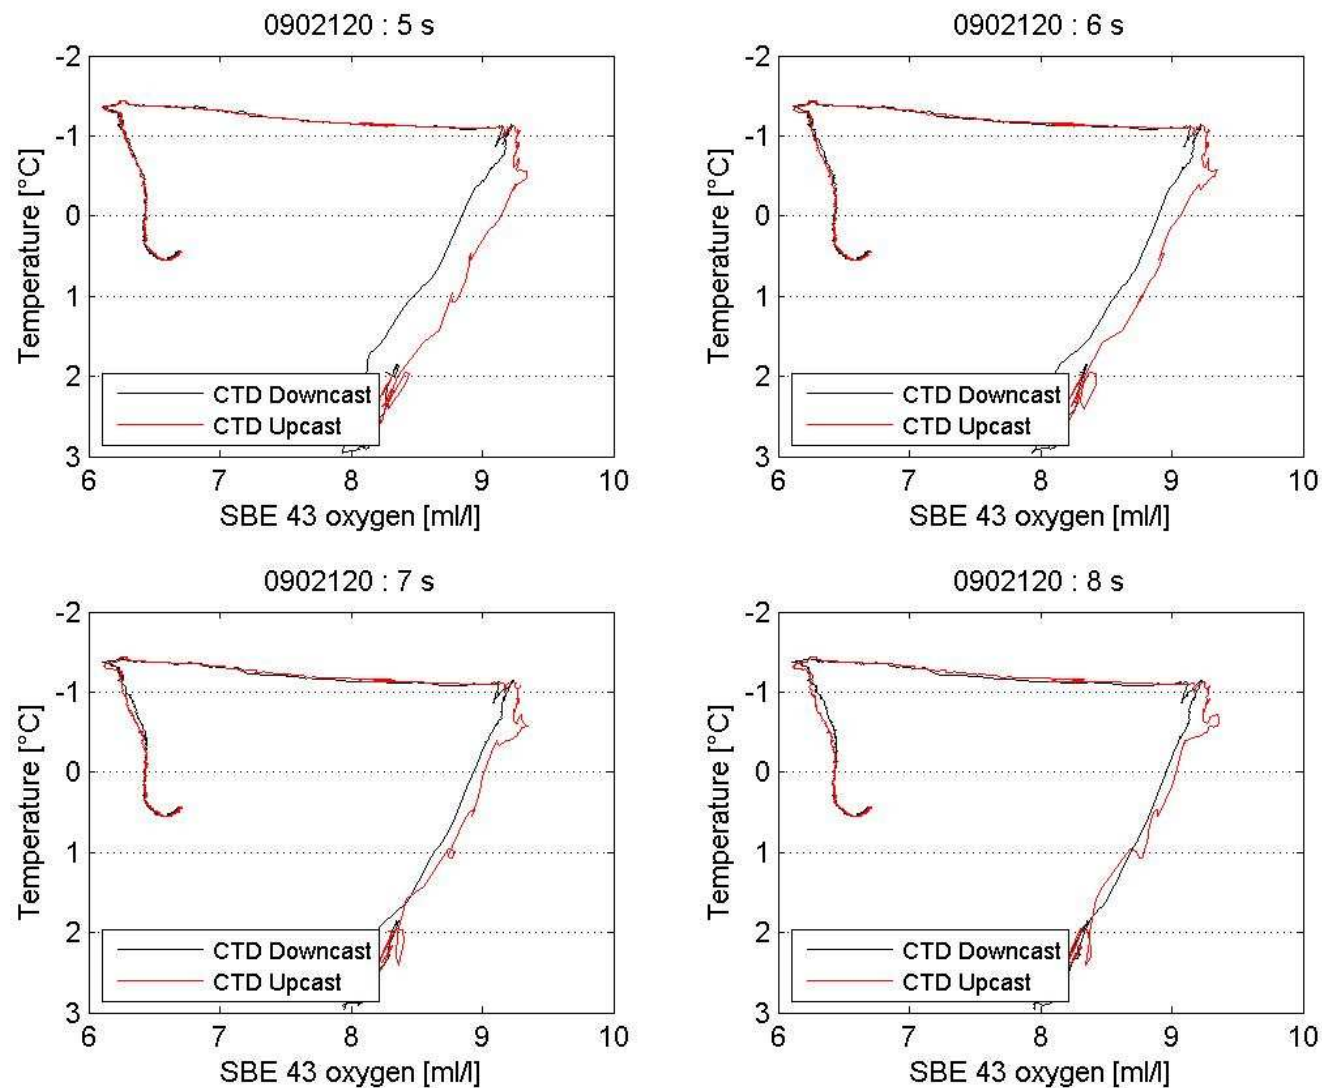 0902120 : 5 s
-2
-1
0
1
2
3
Temperature [°C]
CTD Downcast
CTD Upcast
6 7 8 9 10
SBE 43 oxygen [ml/l]
0902120 : 6 s
-2
-1
0
1
2
3
Temperature [°C]
CTD Downcast
CTD Upcast
6 7 8 9 10
SBE 43 oxygen [ml/l]
0902120 : 7 s
-2
-1
0
1
2
3
Temperature [°C]
CTD Downcast
CTD Upcast
6 7 8 9 10
SBE 43 oxygen [ml/l]
0902120 : 8 s
-2
-1
0
1
2
3
Temperature [°C]
CTD Downcast
CTD Upcast
6 7 8 9 10
SBE 43 oxygen [ml/l]